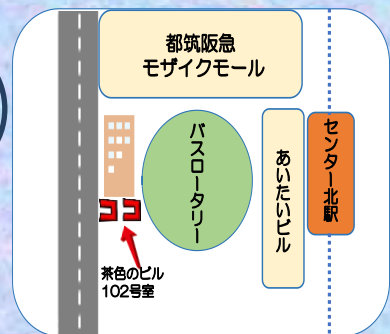 都筑阪急
モザイクモール
バスロータリー
あいたいビル
センター北駅
ココ
茶色のビル
102号室